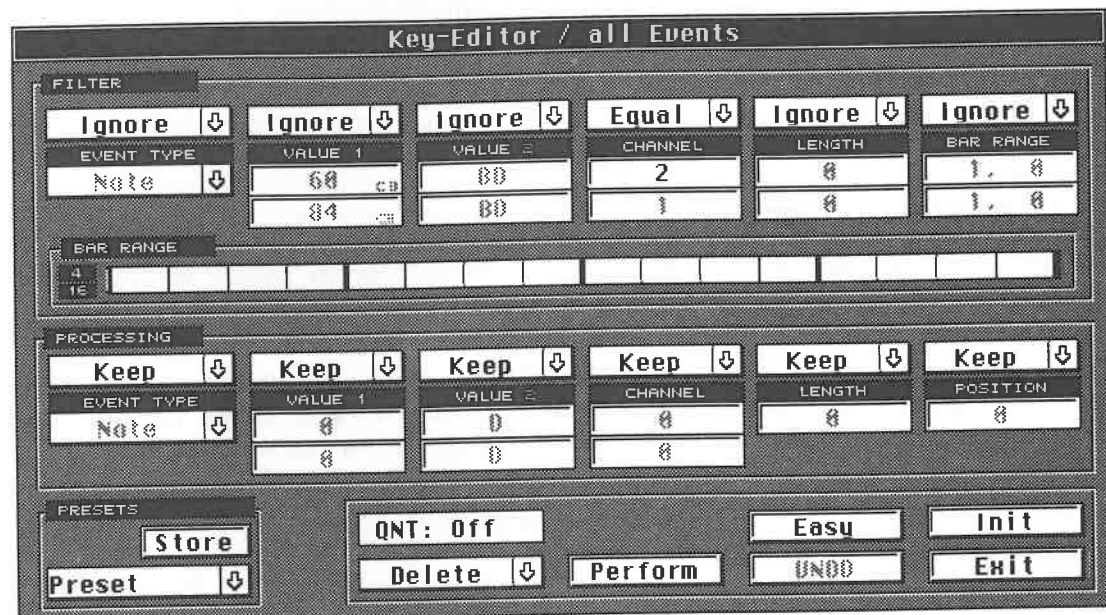 Key-Editor / all Events
FILTER
Ignore Ignore Ignore Equal Ignore Ignore
EVENT TYPE VALUE 1 VALUE 2 CHANNEL LENGTH BAR RANGE
Note 60 80 2 0 1. 0
84 80 1 0 1. 0
BAR RANGE
4
16
PROCESSING
Keep Keep Keep Keep Keep Keep
EVENT TYPE VALUE 1 VALUE 2 CHANNEL LENGTH POSITION
Note 0 0 0 0 0
0 0 0
PRESETS
Store
Preset
QNT: Off Easy Init
Delete Perform UNDO Exit